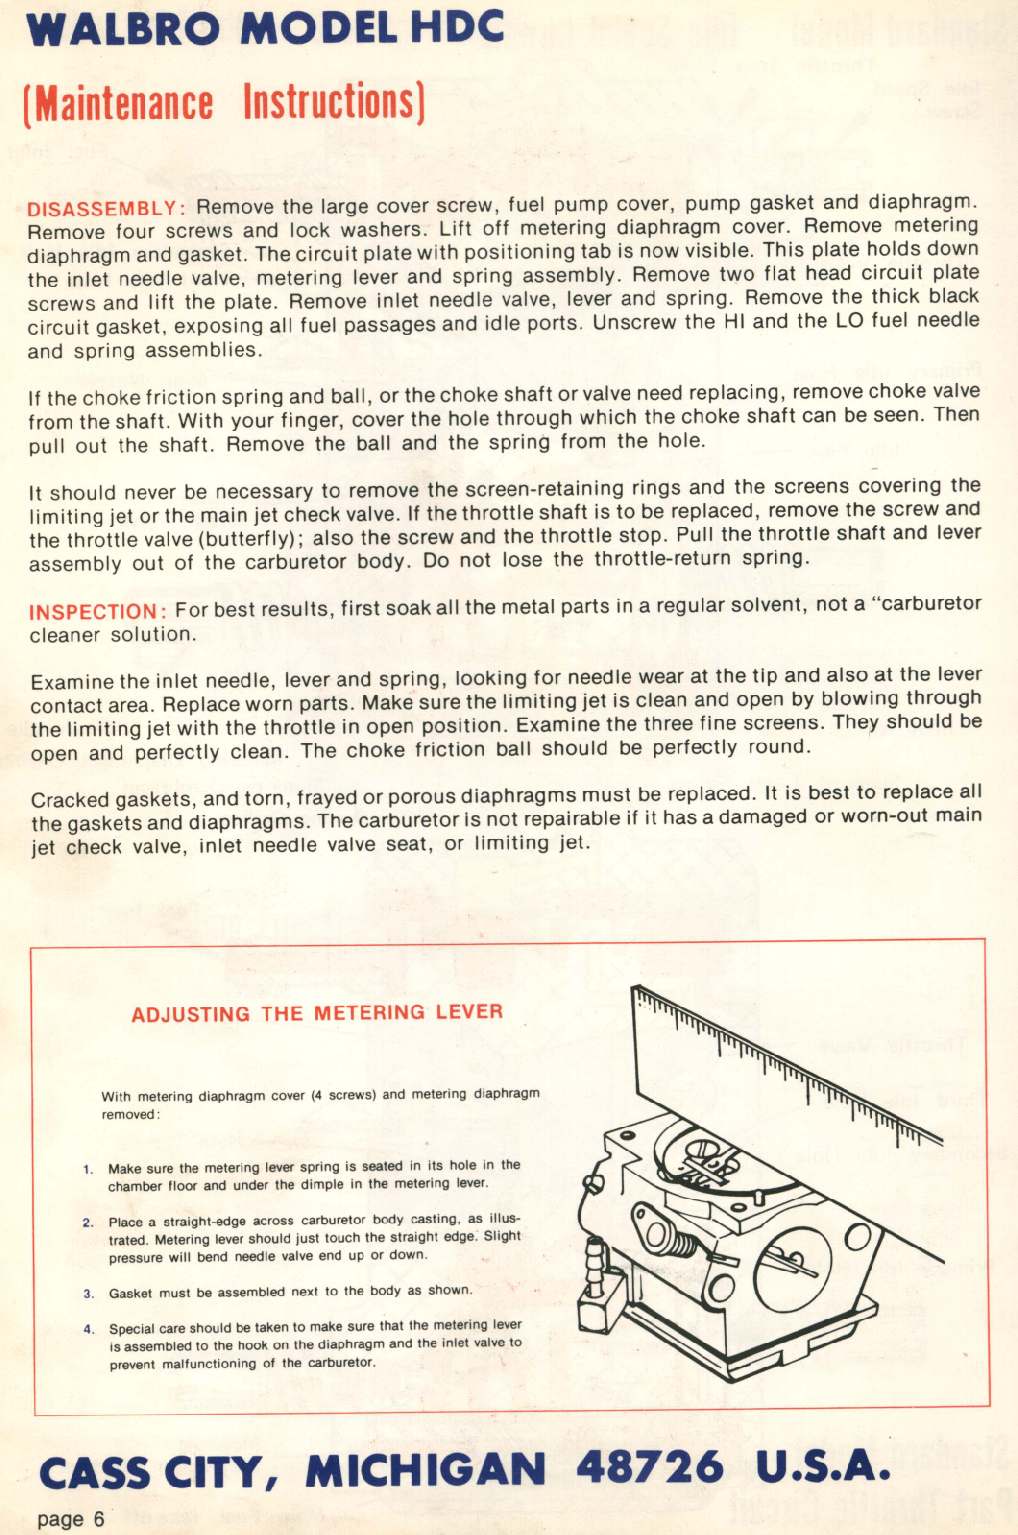 WALBRO MODEL HDC
(Maintenance Instructions)
DISASSEMBLY: Remove the large cover screw, fuel pump cover, pump gasket and diaphragm.
Remove four screws and lock washers. Lift off metering diaphragm cover. Remove metering
diaphragm and gasket. The circuit plate with positioning tab is now visible. This plate holds down
the inlet needle valve, metering lever and spring assembly. Remove two flat head circuit plate
screws and lift the plate. Remove inlet needle valve, lever and spring. Remove the thick black
circuit gasket, exposing all fuel passages and idle ports. Unscrew the HI and the LO fuel needle
and spring assemblies.
If the choke friction spring and ball, or the choke shaft or valve need replacing, remove choke valve
from the shaft. With your finger, cover the hole through which the choke shaft can be seen. Then
pull out the shaft. Remove the ball and the spring from the hole.
It should never be necessary to remove the screen-retaining rings and the screens covering the
limiting jet or the main jet check valve. If the throttle shaft is to be replaced, remove the screw and
the throttle valve (butterfly); also the screw and the throttle stop. Pull the throttle shaft and lever
assembly out of the carburetor body. Do not lose the throttle-return spring.
INSPECTION: For best results, first soak all the metal parts in a regular solvent, not a "carburetor
cleaner solution.
Examine the inlet needle, lever and spring, looking for needle wear at the tip and also at the lever
contact area. Replace worn parts. Make sure the limiting jet is clean and open by blowing through
the limiting jet with the throttle in open position. Examine the three fine screens. They should be
open and perfectly clean. The choke friction ball should be perfectly round.
Cracked gaskets, and torn, frayed or porous diaphragms must be replaced. It is best to replace all
the gaskets and diaphragms. The carburetor is not repairable if it has a damaged or worn-out main
jet check valve, inlet needle valve seat, or limiting jet.
ADJUSTING THE METERING LEVER
With metering diaphragm cover (4 screws) and metering diaphragm
removed:
1. Make sure the metering lever spring is seated in its hole in the
chamber floor and under the dimple in the metering lever.
2. Place a straight-edge across carburetor body casting, as illus-
trated. Metering lever should just touch the straight edge. Slight
pressure will bend needle valve end up or down.
3. Gasket must be assembled next to the body as shown.
4. Special care should be taken to make sure that the metering lever
is assembled to the hook on the diaphragm and the inlet valve to
prevent malfunctioning of the carburetor.
CASS CITY, MICHIGAN 48726 U.S.A.
page 6